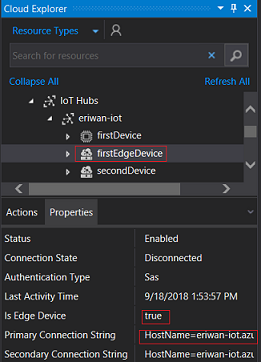 Cloud Explorer
Resource Types
Search for resources
Collapse All Refresh All
IoT Hubs
eriwan-iot
firstDevice
firstEdgeDevice
secondDevice
Actions Properties
Status Enabled
Connection State Disconnected
Authentication Type Sas
Last Activity Time 9/18/2018 1:53:57 PM
Is Edge Device true
Primary Connection String HostName=eriwan-iot.azu
Secondary Connection String HostName=eriwan-iot.azu